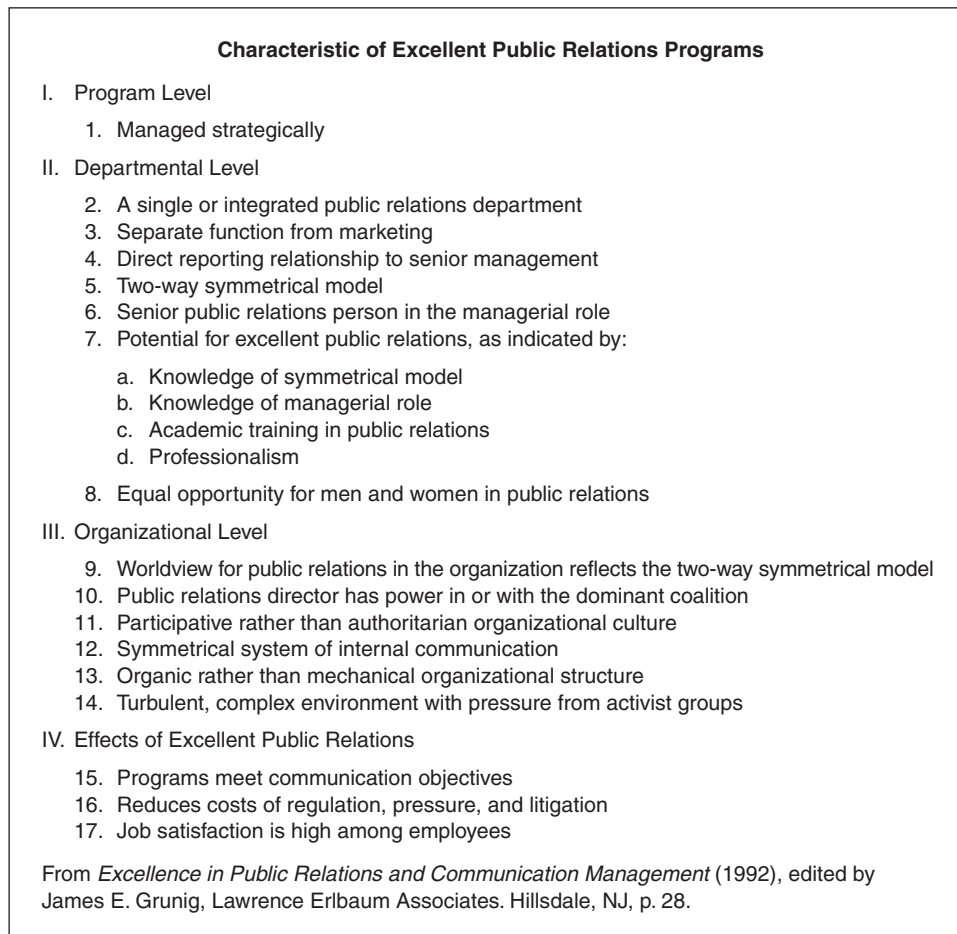 Characteristic of Excellent Public Relations Programs
I. Program Level
1. Managed strategically
II. Departmental Level
2. A single or integrated public relations department
3. Separate function from marketing
4. Direct reporting relationship to senior management
5. Two-way symmetrical model
6. Senior public relations person in the managerial role
7. Potential for excellent public relations, as indicated by:
a. Knowledge of symmetrical model
b. Knowledge of managerial role
c. Academic training in public relations
d. Professionalism
8. Equal opportunity for men and women in public relations
III. Organizational Level
9. Worldview for public relations in the organization reflects the two-way symmetrical model
10. Public relations director has power in or with the dominant coalition
11. Participative rather than authoritarian organizational culture
12. Symmetrical system of internal communication
13. Organic rather than mechanical organizational structure
14. Turbulent, complex environment with pressure from activist groups
IV. Effects of Excellent Public Relations
15. Programs meet communication objectives
16. Reduces costs of regulation, pressure, and litigation
17. Job satisfaction is high among employees
From Excellence in Public Relations and Communication Management (1992), edited by
James E. Grunig, Lawrence Erlbaum Associates. Hillsdale, NJ, p. 28.